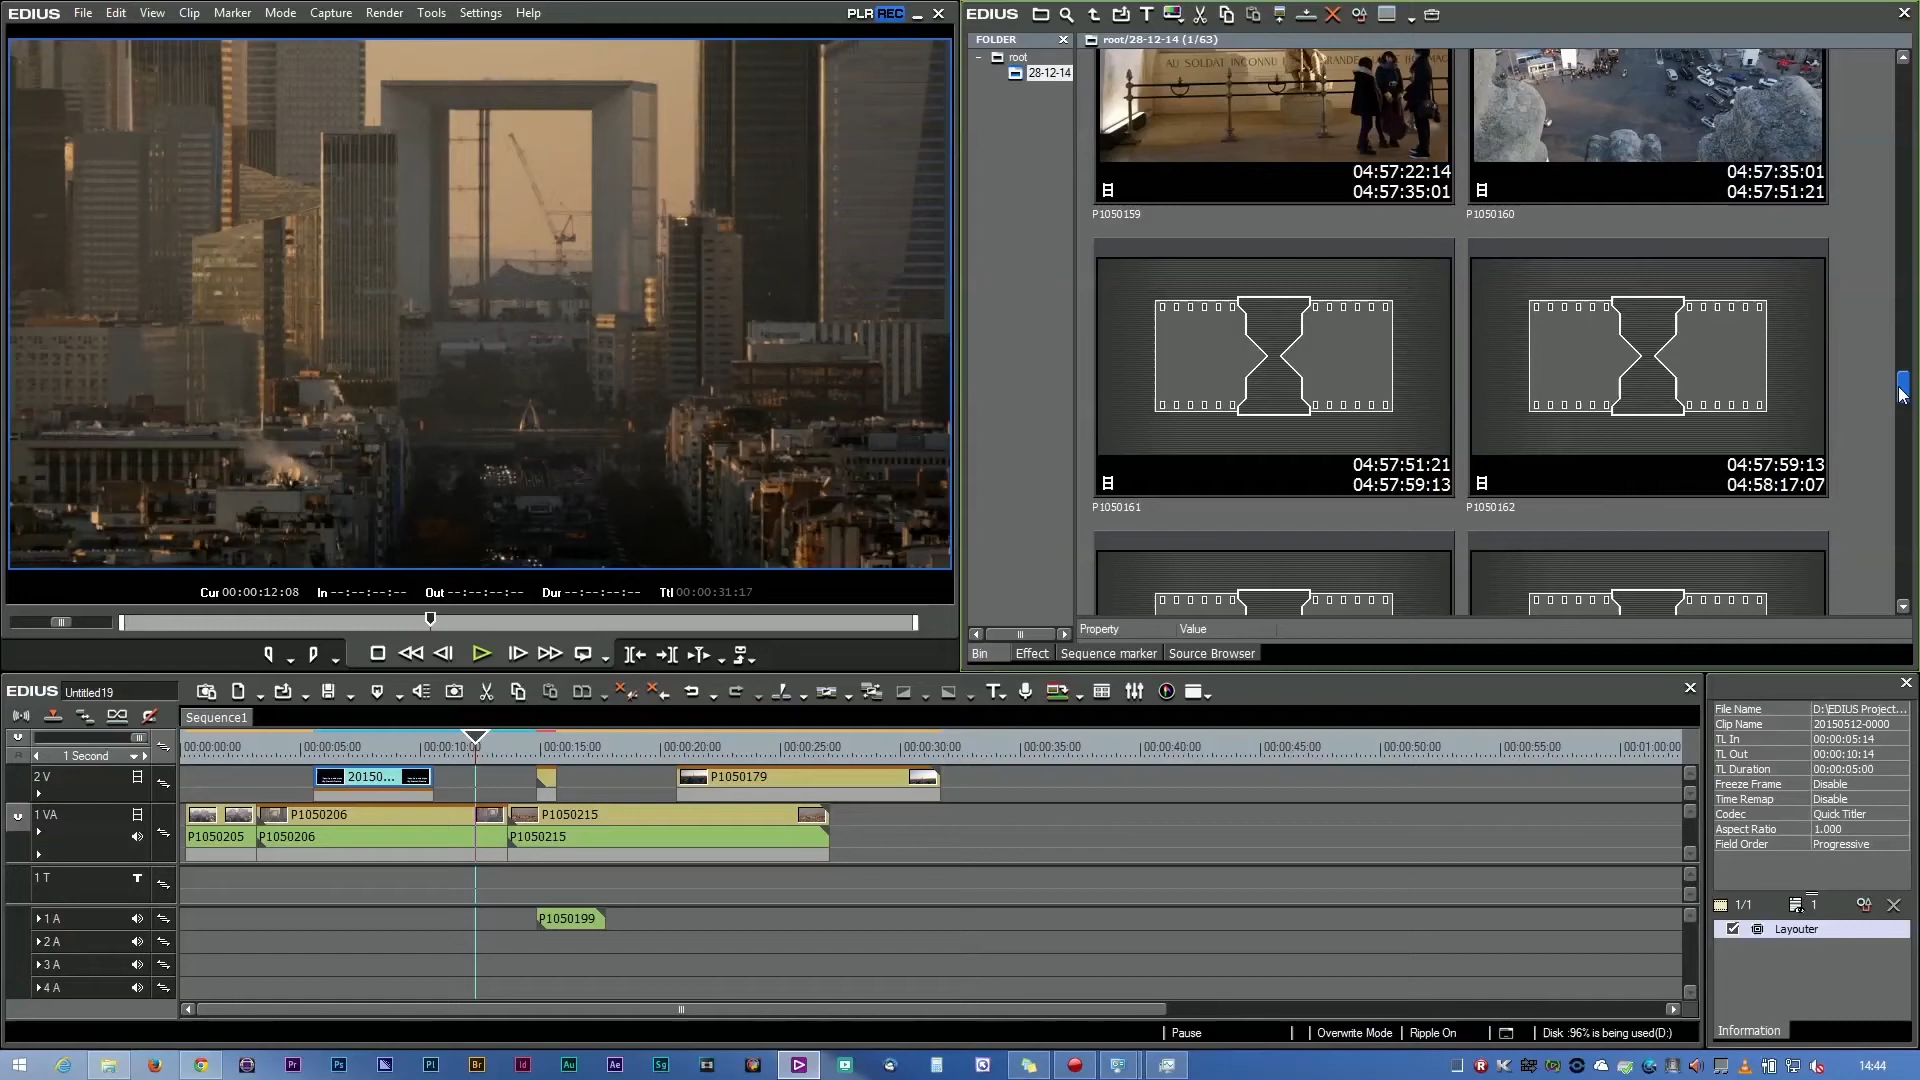 EDIUS File Edit View Clip Marker Mode Capture Render Tools Settings Help PLR REC
EDIUS
FOLDER
root
28-12-14
root/28-12-14 (1/63)
AU SOLDAT INCONNU
04:57:22:14
04:57:35:01
P1050159
04:57:35:01
04:57:51:21
P1050160
04:57:51:21
04:57:59:13
P1050161
04:57:59:13
04:58:17:07
P1050162
Property Value
Bin Effect Sequence marker Source Browser
Cur 00:00:12:08 In --:--:--:-- Out --:--:--:-- Dur --:--:--:-- Ttl 00:00:31:17
EDIUS Untitled19
Sequence1
1 Second
00:00:00:00 00:00:05:00 00:00:10:00 00:00:15:00 00:00:20:00 00:00:25:00 00:00:30:00 00:00:35:00 00:00:40:00 00:00:45:00 00:00:50:00 00:00:55:00 00:01:00:00
2 V 20150... P1050179
1 VA P1050206 P1050215
P1050205 P1050206 P1050215
1 T T
1 A P1050199
2 A
3 A
4 A
Pause Overwrite Mode Ripple On Disk :96% is being used(D:)
File Name D:\EDIUS Project...
Clip Name 20150512-0000
TL In 00:00:05:14
TL Out 00:00:10:14
TL Duration 00:00:05:00
Freeze Frame Disable
Time Remap Disable
Codec Quick Titler
Aspect Ratio 1.000
Field Order Progressive
1/1 1
Layouter
Information
Pr Ps Pl Br Id Au Ae Sg
14:44